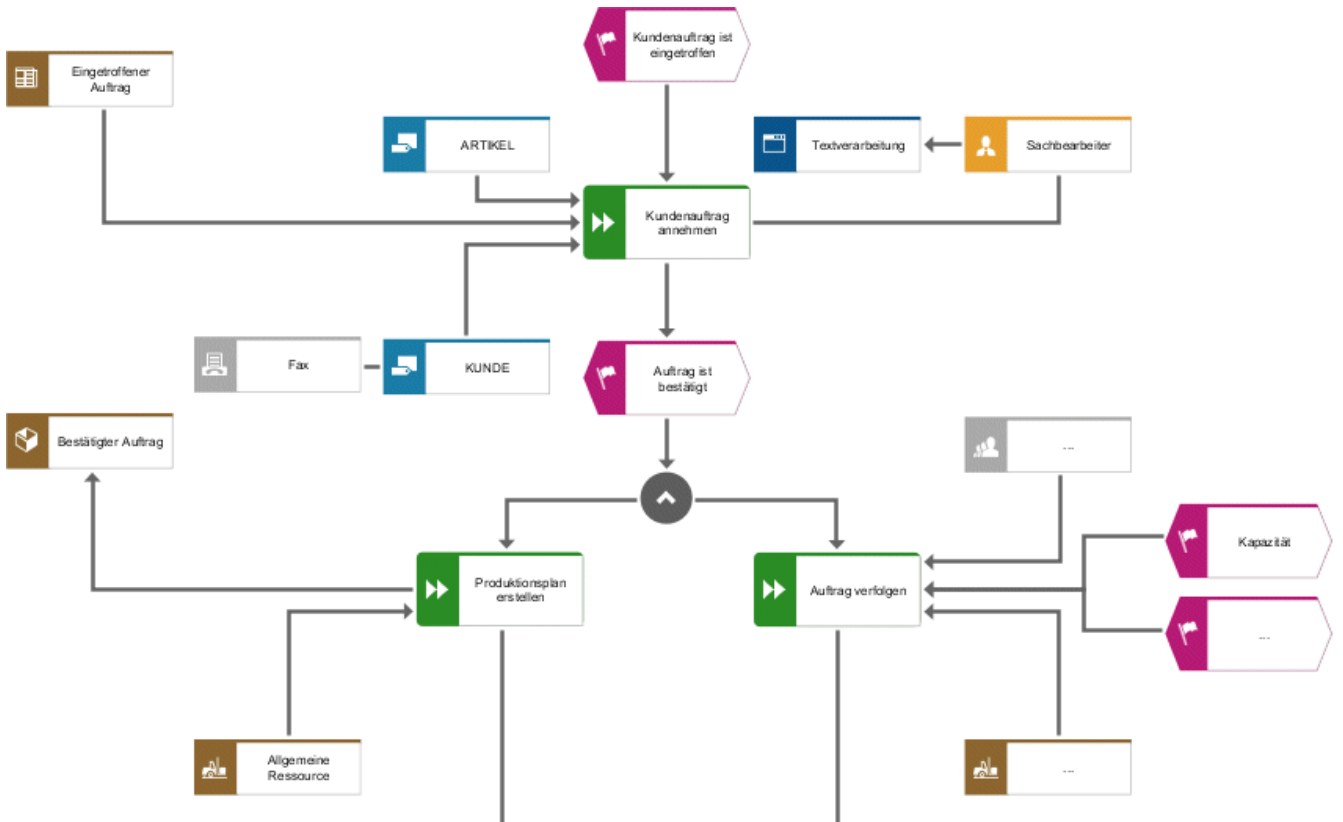 Kundenauftrag ist
eingetroffen
Eingetroffener
Auftrag
ARTIKEL
Textverarbeitung
Sachbearbeiter
Kundenauftrag
annehmen
Fax
KUNDE
Auftrag ist
bestätigt
Bestätigter Auftrag
...
Kapazität
Produktionsplan
erstellen
Auftrag verfolgen
...
Allgemeine
Ressource
...